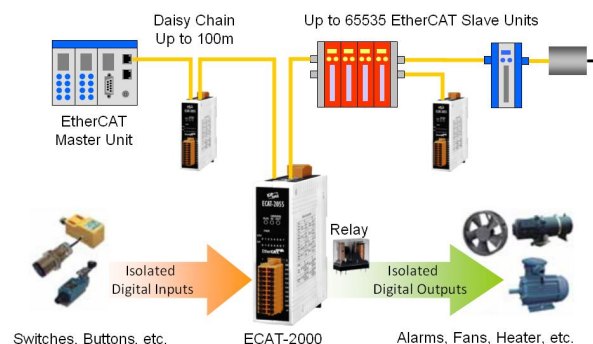 Daisy Chain
Up to 100m
Up to 65535 EtherCAT Slave Units
EtherCAT
Master Unit
ECAT-2055
Relay
Isolated
Digital Inputs
Isolated
Digital Outputs
Switches, Buttons, etc.
ECAT-2000
Alarms, Fans, Heater, etc.